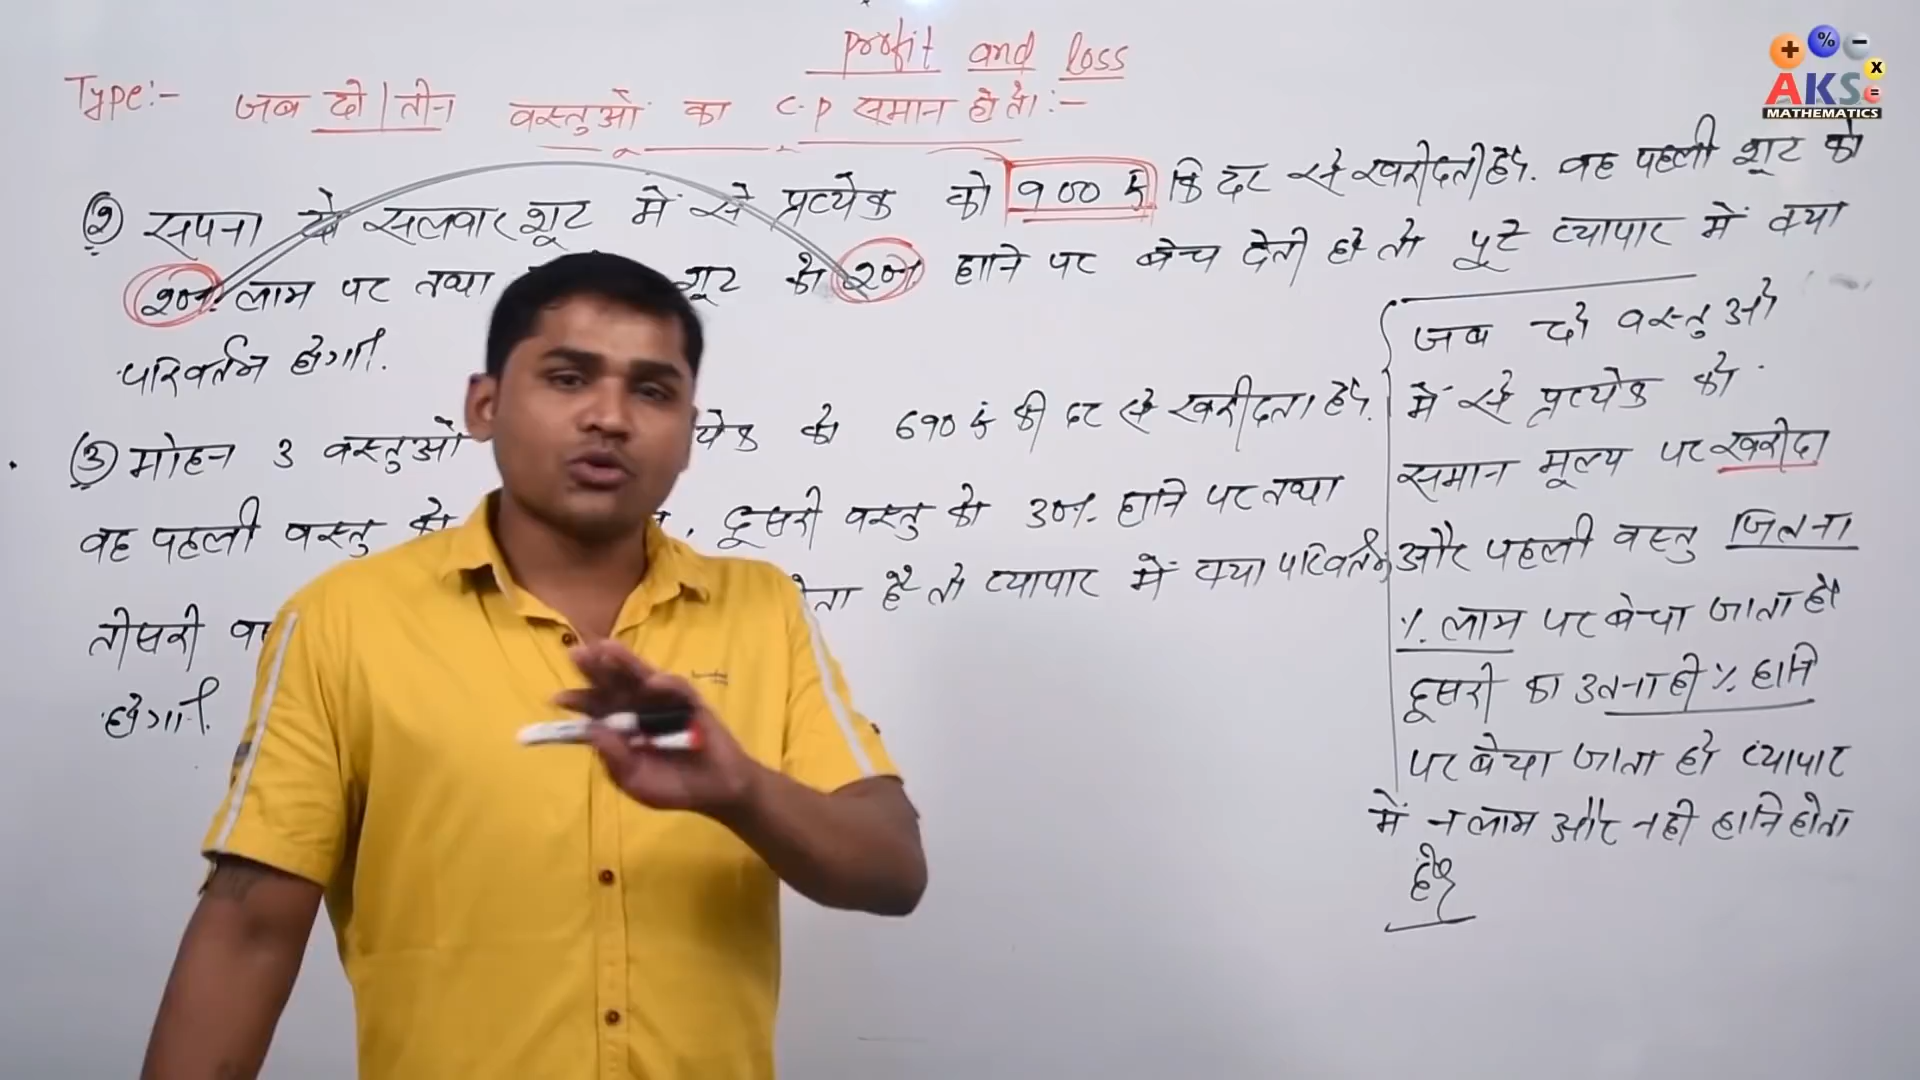 profit and loss
Type:- जब दो/तीन वस्तुओं का C.P समान हो तो:-
AKS
MATHEMATICS
(२) सपना दो सलवार शूट में से प्रत्येक को 900 रु कि दर से खरीदती है. वह पहली शूट को
20%. लाभ पर तथा शूट को 20%. हानि पर बेच देती हो तो पूरे व्यापार में क्या
परिवर्तन होगा.
(3) मोहन 3 वस्तुओं को 690 रु की दर से खरीदता है.
वह पहली वस्तु को , दूसरी वस्तु को 30%. हानि पर तथा
तीसरी है तो व्यापार में क्या परिवर्तन
होगा.
जब दो वस्तुओ
में से प्रत्येक को
समान मूल्य पर खरीदा
और पहली वस्तु जितना
%. लाभ पर बेचा जाता हो
दूसरी का उतना ही %. हानि
पर बेचा जाता हो व्यापार
में न लाभ और न ही हानि होता
है